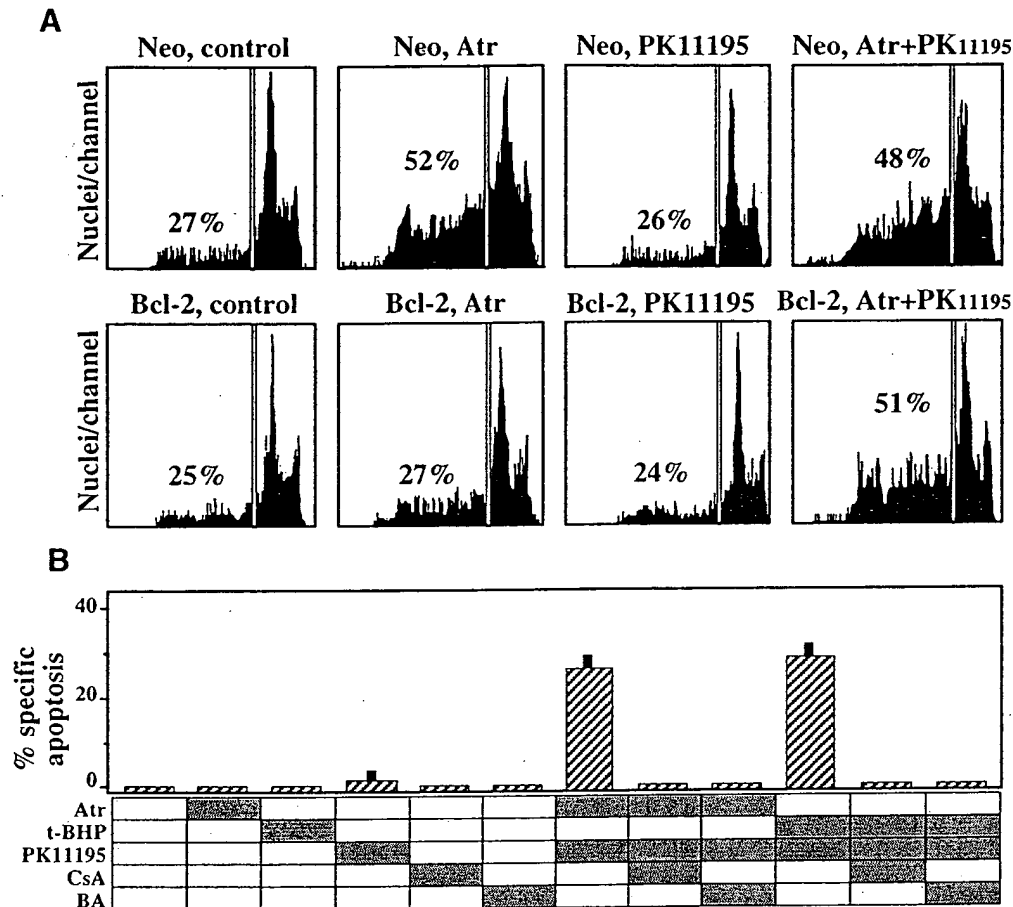 A
Neo, control
Neo, Atr
Neo, PK11195
Neo, Atr+PK11195
Nuclei/channel
27%
52%
26%
48%
Bcl-2, control
Bcl-2, Atr
Bcl-2, PK11195
Bcl-2, Atr+PK11195
Nuclei/channel
25%
27%
24%
51%
B
% specific
apoptosis
40
20
0
Atr
t-BHP
PK11195
CsA
BA